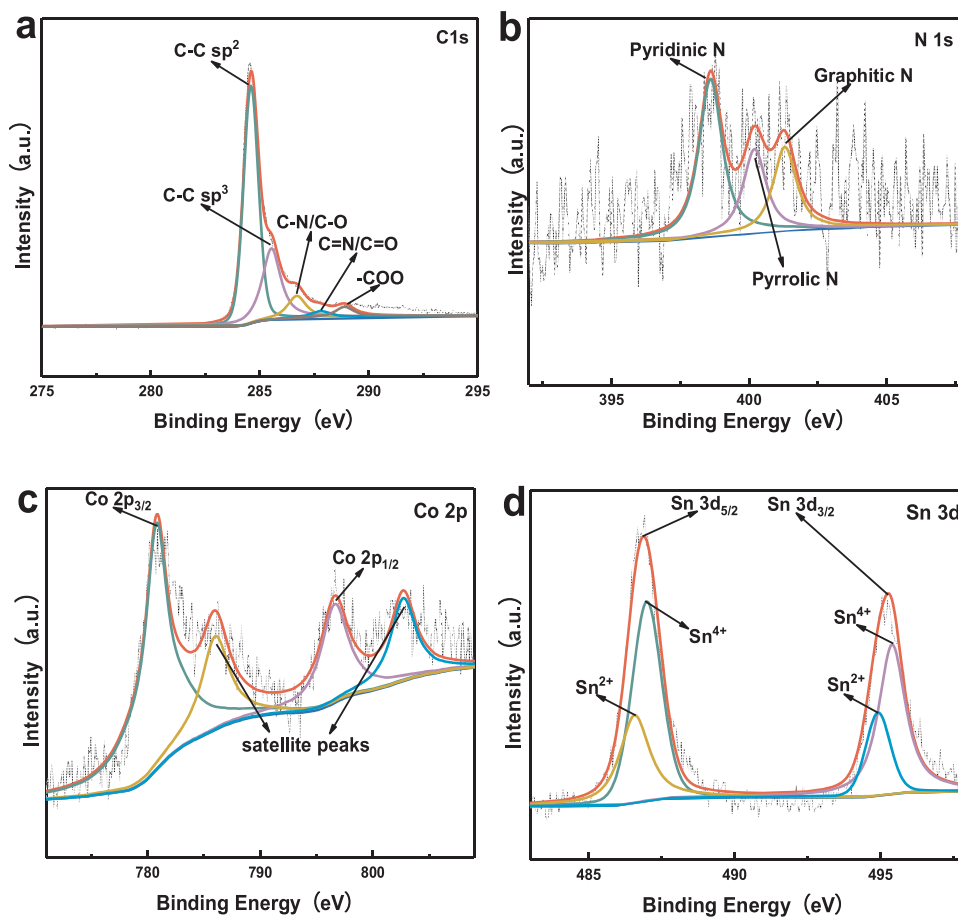 a
C1s
C-C sp²
C-C sp³
C-N/C-O
C=N/C=O
-COO
Intensity (a.u.)
275 280 285 290 295
Binding Energy (eV)
b
N 1s
Pyridinic N
Graphitic N
Pyrrolic N
Intensity (a.u.)
395 400 405
Binding Energy (eV)
c
Co 2p
Co 2p₃/₂
Co 2p₁/₂
satellite peaks
Intensity (a.u.)
780 790 800
Binding Energy (eV)
d
Sn 3d₅/₂
Sn 3d₃/₂
Sn 3d
Sn⁴⁺
Sn⁴⁺
Sn²⁺
Sn²⁺
Intensity (a.u.)
485 490 495
Binding Energy (eV)